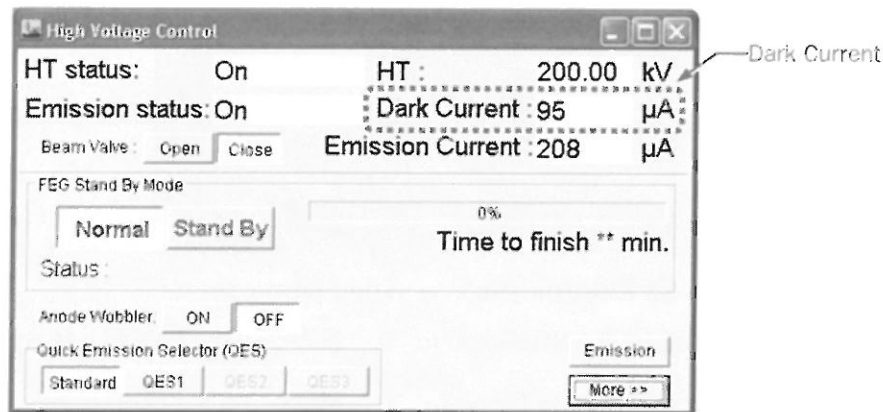 High Voltage Control
Dark Current
HT status: On HT : 200.00 kV
Emission status: On Dark Current : 95 µA
Beam Valve : Open Close Emission Current : 208 µA
FEG Stand By Mode
0%
Normal Stand By Time to finish ** min.
Status :
Anode Wobbler: ON OFF
Quick Emission Selector (QES) Emission
Standard QES1 QES2 QES3 More >>